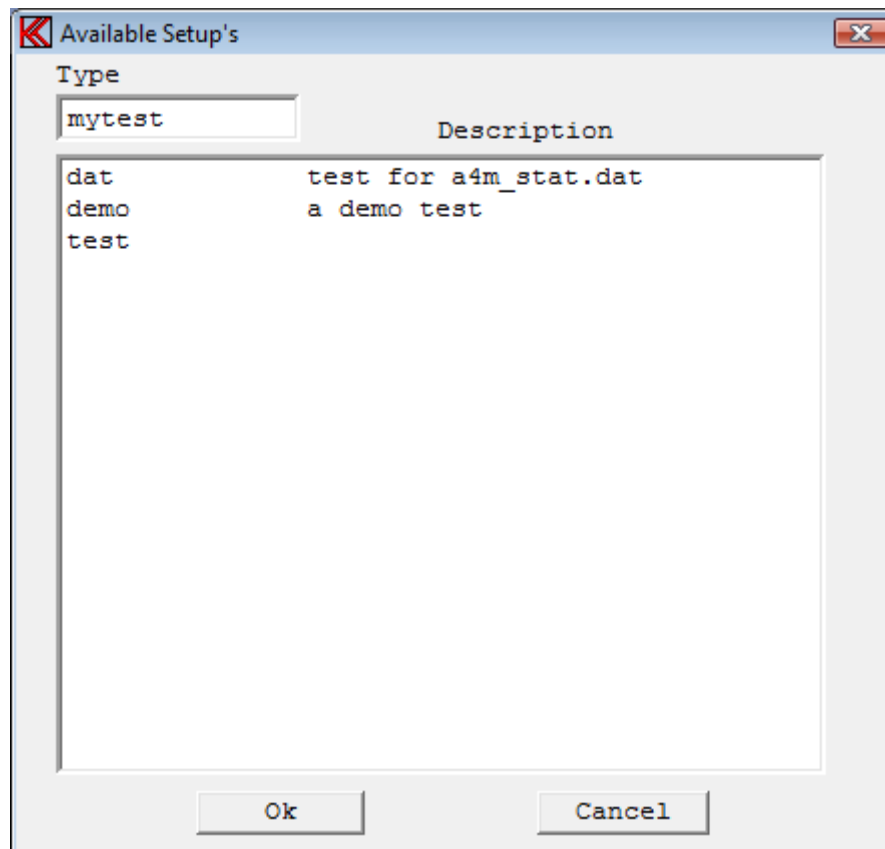 Available Setup's
Type
mytest
Description
dat test for a4m_stat.dat
demo a demo test
test
Ok Cancel